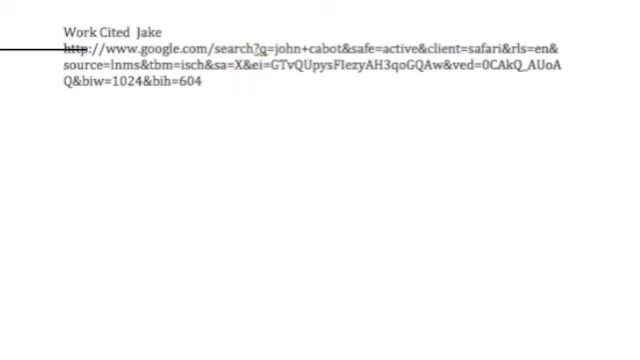 Work Cited  Jake
http://www.google.com/search?q=john+cabot&safe=active&client=safari&rls=en&
source=lnms&tbm=isch&sa=X&ei=GTvQUpysFIezyAH3qoGQAw&ved=0CAkQ_AUoA
Q&biw=1024&bih=604